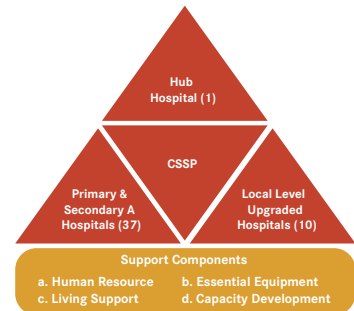 Hub
Hospital (1)
CSSP
Primary &
Secondary A
Hospitals (37)
Local Level
Upgraded
Hospitals (10)
Support Components
a. Human Resource b. Essential Equipment
c. Living Support d. Capacity Development